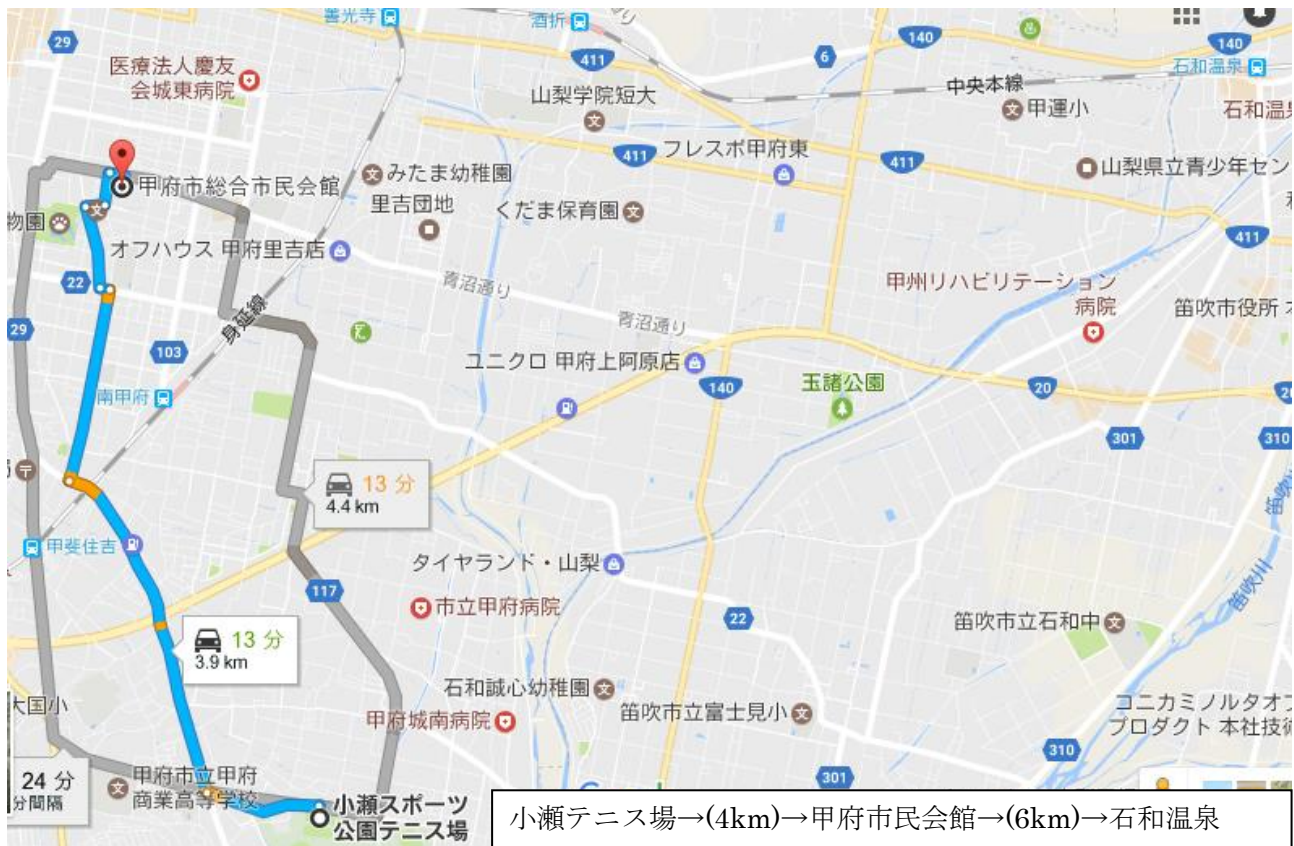 善光寺
酒折
29
140
140
411
6
石和温泉
医療法人慶友
会城東病院
中央本線
山梨学院短大
甲運小
石和温泉
411
フレスポ甲府東
411
みたま幼稚園
山梨県立青少年セン
甲府市総合市民会館
里吉団地
くだま保育園
物園
411
オフハウス 甲府里吉店
22
青沼通り
甲州リハビリテーション
病院
笛吹市役所
身延線
青沼通り
29
103
ユニクロ 甲府上阿原店
140
玉諸公園
20
20
南甲府
301
310
13 分
4.4 km
笛吹川
甲斐住吉
タイヤランド・山梨
117
市立甲府病院
22
笛吹市立石和中
笛吹川
13 分
3.9 km
石和誠心幼稚園
大国小
甲府城南病院
笛吹市立富士見小
コニカミノルタオプ
プロダクト 本社技術
310
24 分
分間隔
甲府市立甲府
商業高等学校
301
小瀬スポーツ
公園テニス場
小瀬テニス場→(4km)→甲府市民会館→(6km)→石和温泉